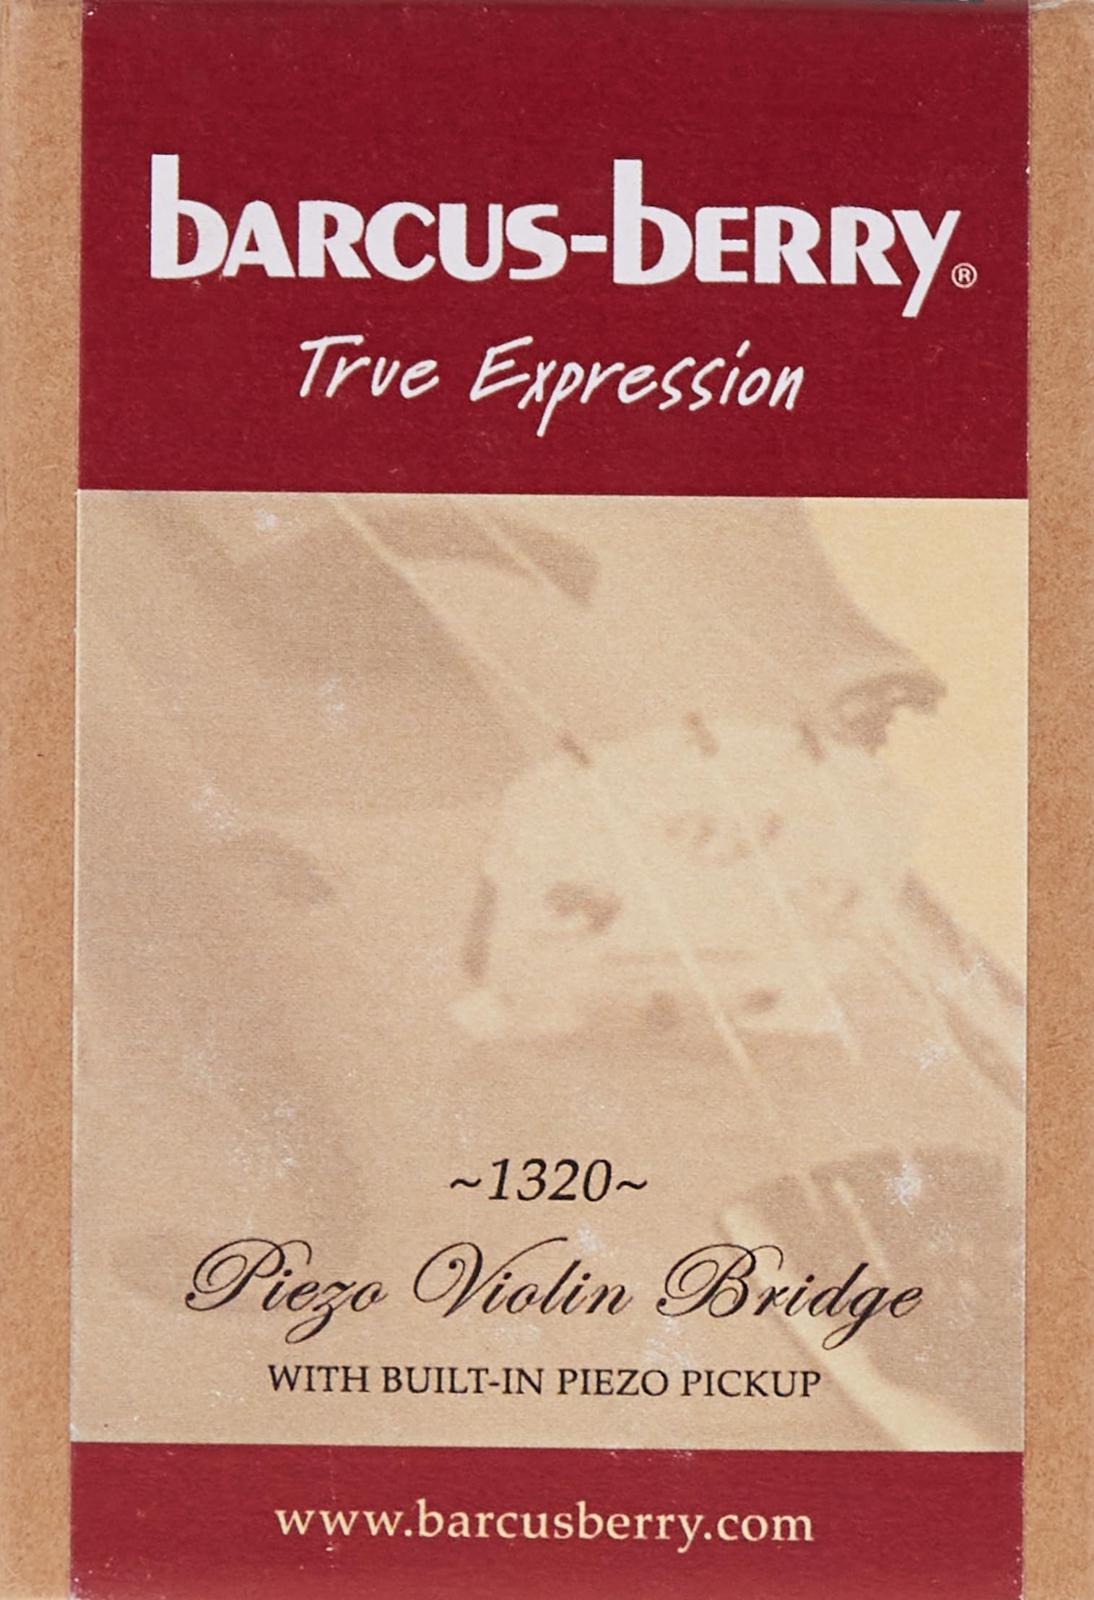 barcus-berry®
True Expression
~1320~
Piezo Violin Bridge
WITH BUILT-IN PIEZO PICKUP
www.barcusberry.com